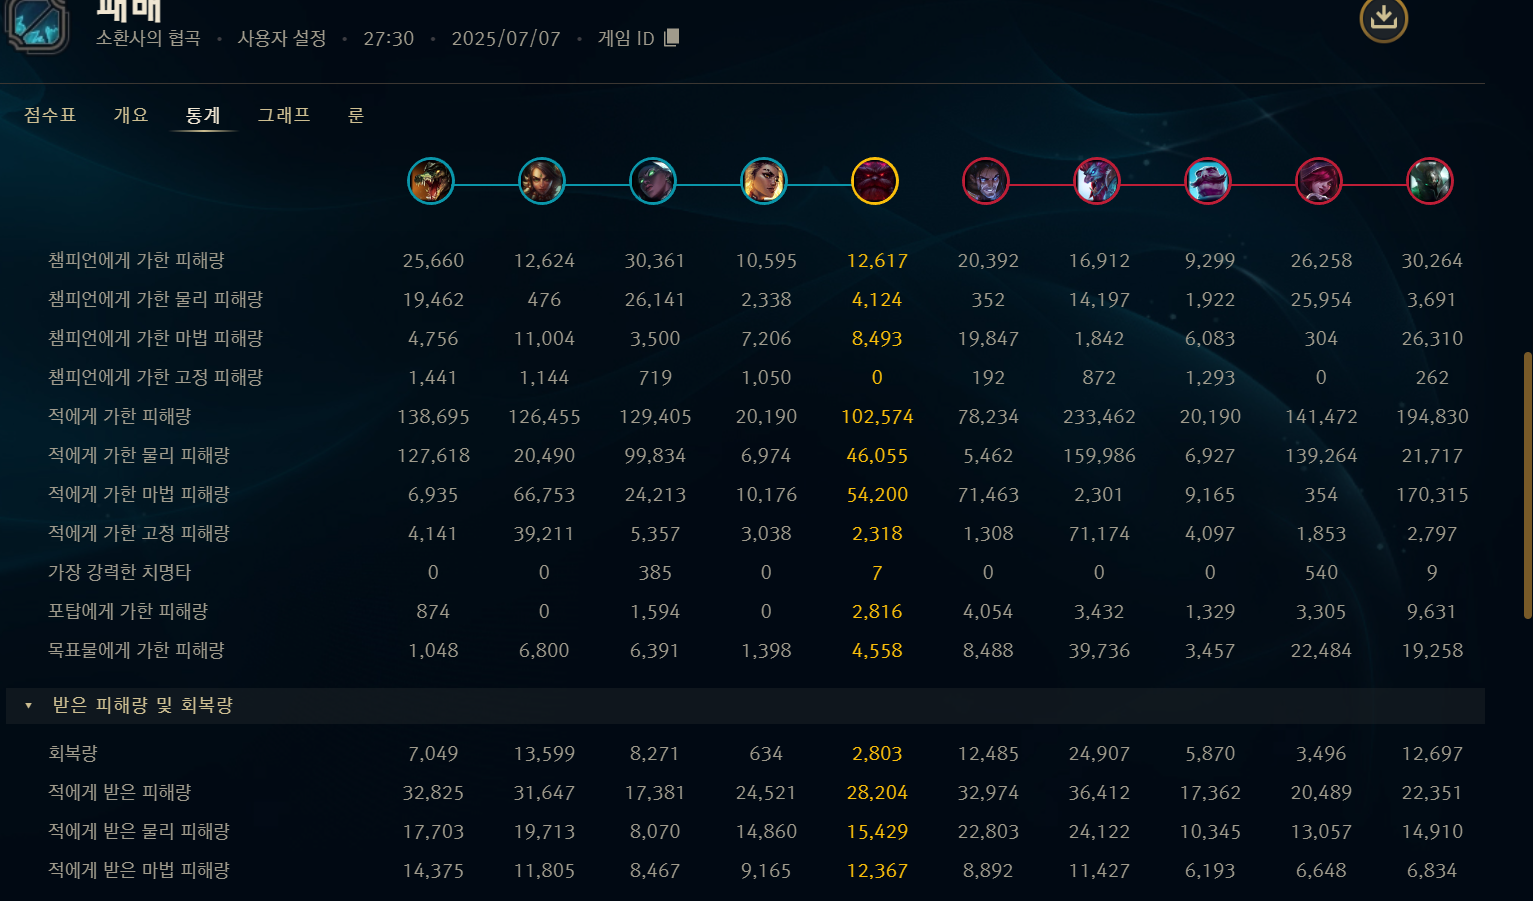 패배
소환사의 협곡 • 사용자 설정 • 27:30 • 2025/07/07 • 게임 ID
점수표 개요 통계 그래프 룬
챔피언에게 가한 피해량 25,660 12,624 30,361 10,595 12,617 20,392 16,912 9,299 26,258 30,264
챔피언에게 가한 물리 피해량 19,462 476 26,141 2,338 4,124 352 14,197 1,922 25,954 3,691
챔피언에게 가한 마법 피해량 4,756 11,004 3,500 7,206 8,493 19,847 1,842 6,083 304 26,310
챔피언에게 가한 고정 피해량 1,441 1,144 719 1,050 0 192 872 1,293 0 262
적에게 가한 피해량 138,695 126,455 129,405 20,190 102,574 78,234 233,462 20,190 141,472 194,830
적에게 가한 물리 피해량 127,618 20,490 99,834 6,974 46,055 5,462 159,986 6,927 139,264 21,717
적에게 가한 마법 피해량 6,935 66,753 24,213 10,176 54,200 71,463 2,301 9,165 354 170,315
적에게 가한 고정 피해량 4,141 39,211 5,357 3,038 2,318 1,308 71,174 4,097 1,853 2,797
가장 강력한 치명타 0 0 385 0 7 0 0 0 540 9
포탑에게 가한 피해량 874 0 1,594 0 2,816 4,054 3,432 1,329 3,305 9,631
목표물에게 가한 피해량 1,048 6,800 6,391 1,398 4,558 8,488 39,736 3,457 22,484 19,258
받은 피해량 및 회복량
회복량 7,049 13,599 8,271 634 2,803 12,485 24,907 5,870 3,496 12,697
적에게 받은 피해량 32,825 31,647 17,381 24,521 28,204 32,974 36,412 17,362 20,489 22,351
적에게 받은 물리 피해량 17,703 19,713 8,070 14,860 15,429 22,803 24,122 10,345 13,057 14,910
적에게 받은 마법 피해량 14,375 11,805 8,467 9,165 12,367 8,892 11,427 6,193 6,648 6,834